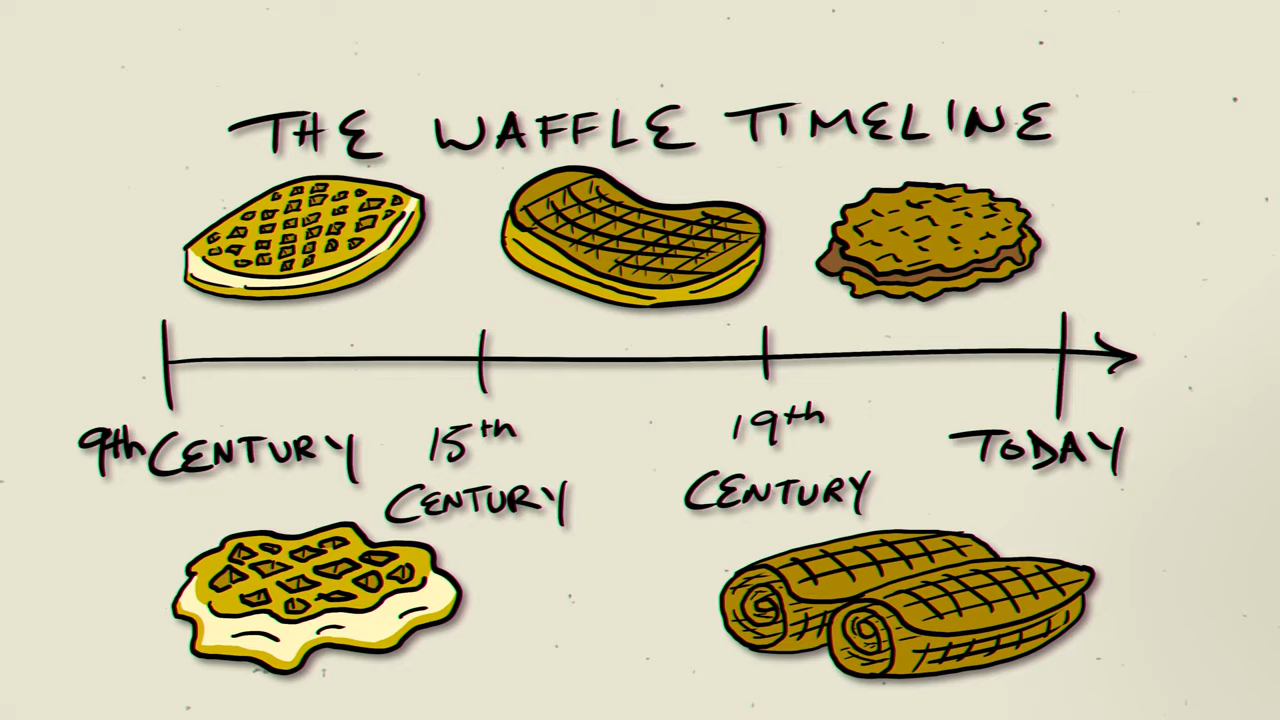 THE WAFFLE TIMELINE
9th CENTURY
15th
CENTURY
19th
CENTURY
TODAY